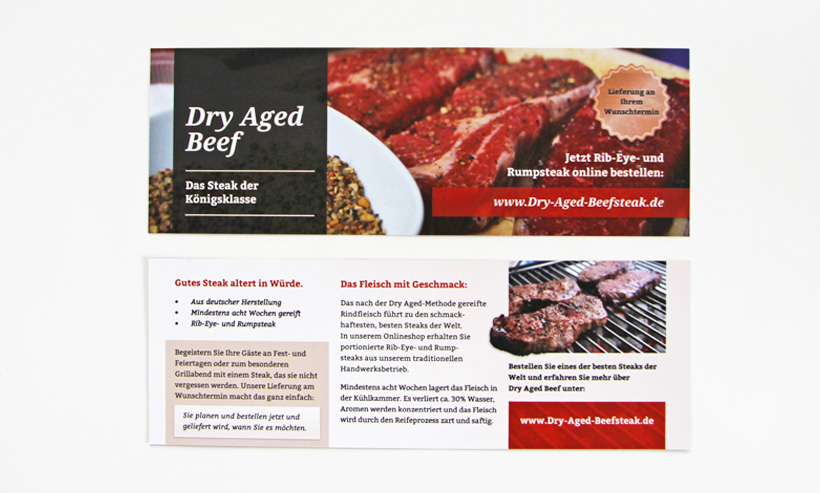 Dry Aged
Beef
Das Steak der
Königsklasse
Lieferung an
Ihrem
Wunschtermin
Jetzt Rib-Eye- und
Rumpsteak online bestellen:
www.Dry-Aged-Beefsteak.de
Gutes Steak altert in Würde.
• Aus deutscher Herstellung
• Mindestens acht Wochen gereift
• Rib-Eye- und Rumpsteak
Begeistern Sie Ihre Gäste an Fest- und
Feiertagen oder zum besonderen
Grillabend mit einem Steak, das sie nicht
vergessen werden. Unsere Lieferung am
Wunschtermin macht das ganz einfach:
Sie planen und bestellen jetzt und
geliefert wird, wann Sie es möchten.
Das Fleisch mit Geschmack:
Das nach der Dry Aged-Methode gereifte
Rindfleisch führt zu den schmack-
haftesten, besten Steaks der Welt.
In unserem Onlineshop erhalten Sie
portionierte Rib-Eye- und Rump-
steaks aus unserem traditionellen
Handwerksbetrieb.
Mindestens acht Wochen lagert das Fleisch in
der Kühlkammer. Es verliert ca. 30% Wasser,
Aromen werden konzentriert und das Fleisch
wird durch den Reifeprozess zart und saftig.
Bestellen Sie eines der besten Steaks der
Welt und erfahren Sie mehr über
Dry Aged Beef unter:
www.Dry-Aged-Beefsteak.de